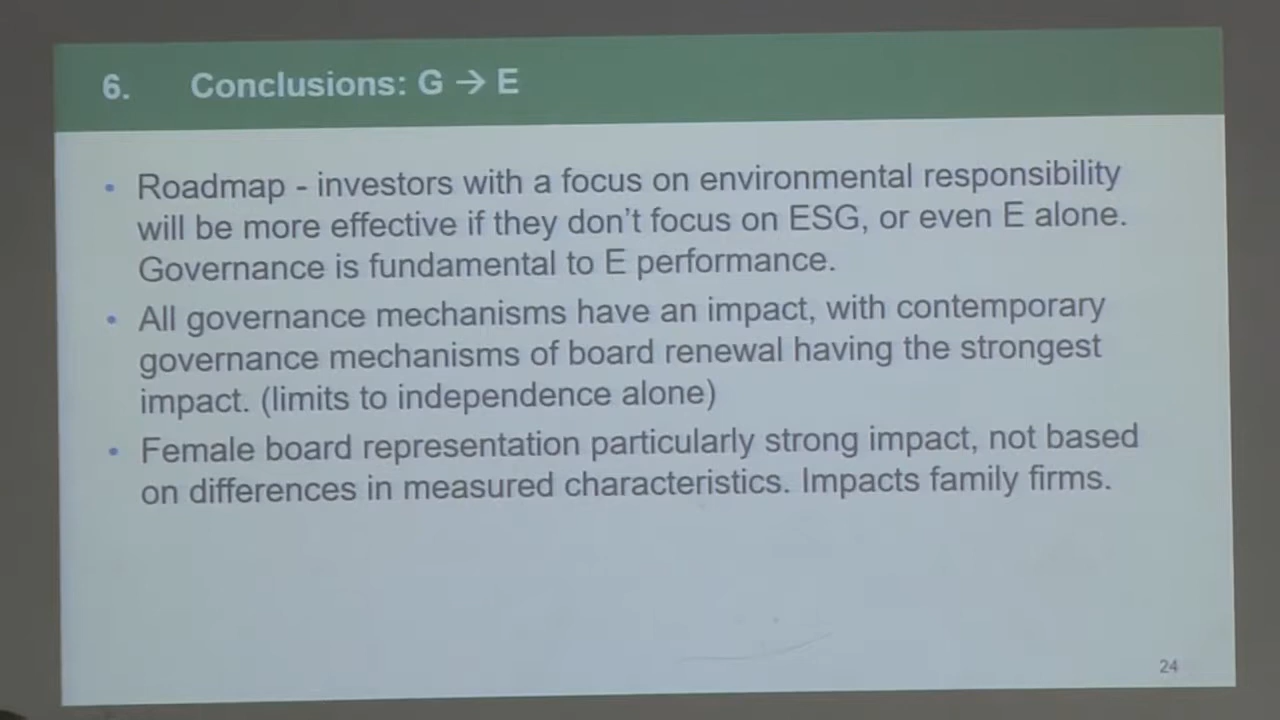 6. Conclusions: G → E
• Roadmap - investors with a focus on environmental responsibility
will be more effective if they don't focus on ESG, or even E alone.
Governance is fundamental to E performance.
• All governance mechanisms have an impact, with contemporary
governance mechanisms of board renewal having the strongest
impact. (limits to independence alone)
• Female board representation particularly strong impact, not based
on differences in measured characteristics. Impacts family firms.
24